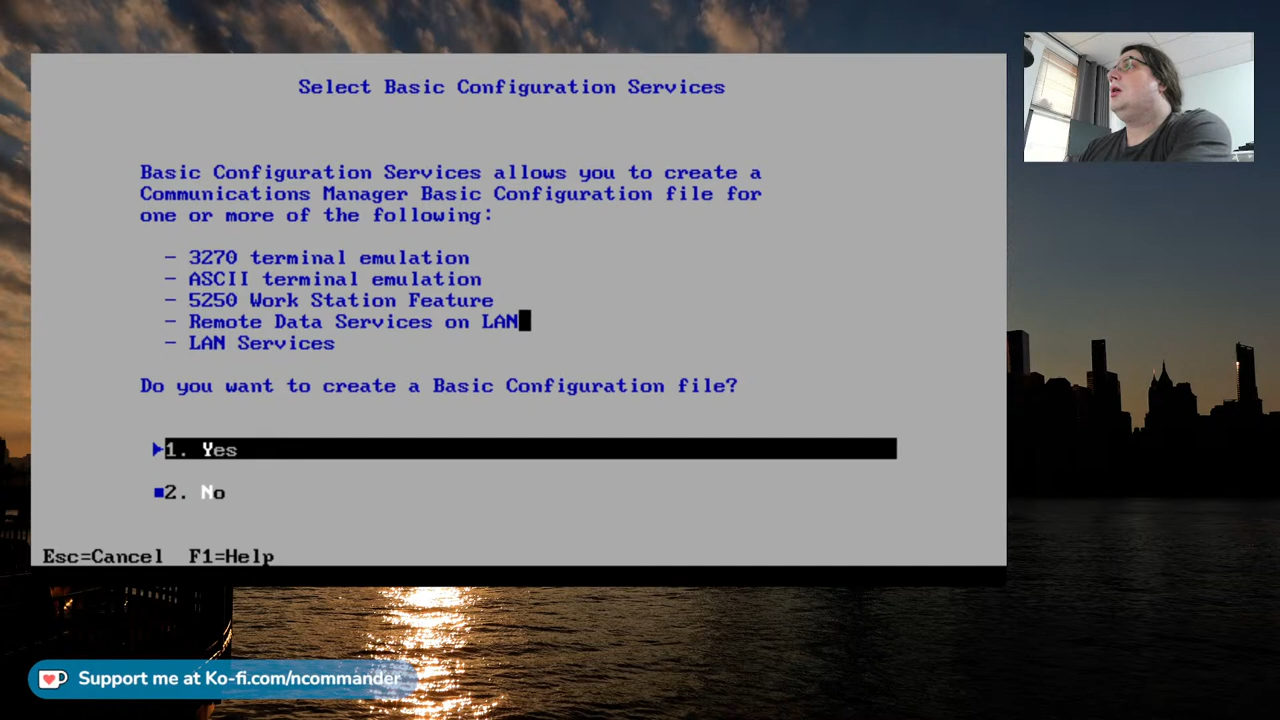 Select Basic Configuration Services
Basic Configuration Services allows you to create a
Communications Manager Basic Configuration file for
one or more of the following:
- 3270 terminal emulation
- ASCII terminal emulation
- 5250 Work Station Feature
- Remote Data Services on LAN
- LAN Services
Do you want to create a Basic Configuration file?
1. Yes
2. No
Esc=Cancel F1=Help
Support me at Ko-fi.com/ncommander